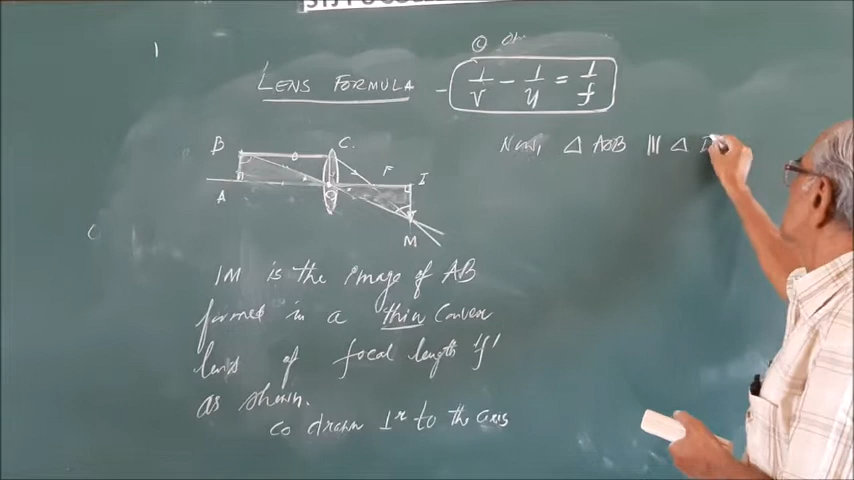 LENS FORMULA - 1/v - 1/u = 1/f
Now, △ AOB ||| △
B C. F I
A O M
IM is the image of AB
formed in a thin Convex
lens of focal length 'f'
as shown.
CO drawn ⊥r to the axis